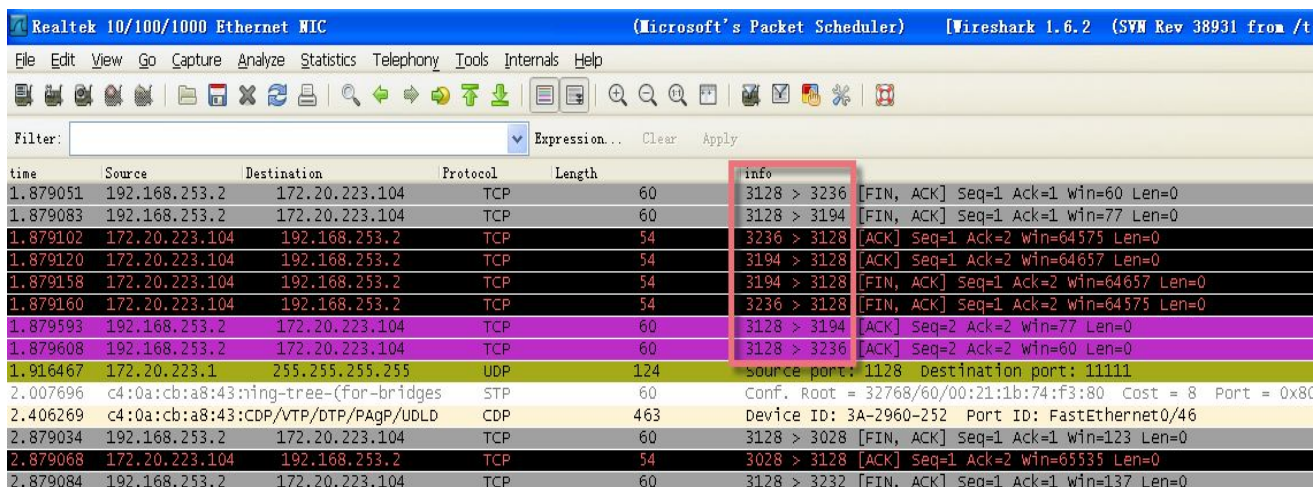 Realtek 10/100/1000 Ethernet NIC (Microsoft's Packet Scheduler) [Wireshark 1.6.2 (SVN Rev 38931 from /t
File Edit View Go Capture Analyze Statistics Telephony Tools Internals Help
Filter: Expression... Clear Apply
time Source Destination Protocol Length info
1.879051 192.168.253.2 172.20.223.104 TCP 60 3128 > 3236 [FIN, ACK] Seq=1 Ack=1 Win=60 Len=0
1.879083 192.168.253.2 172.20.223.104 TCP 60 3128 > 3194 [FIN, ACK] Seq=1 Ack=1 Win=77 Len=0
1.879102 172.20.223.104 192.168.253.2 TCP 54 3236 > 3128 [ACK] Seq=1 Ack=2 Win=64575 Len=0
1.879120 172.20.223.104 192.168.253.2 TCP 54 3194 > 3128 [ACK] Seq=1 Ack=2 Win=64657 Len=0
1.879158 172.20.223.104 192.168.253.2 TCP 54 3194 > 3128 [FIN, ACK] Seq=1 Ack=2 Win=64657 Len=0
1.879160 172.20.223.104 192.168.253.2 TCP 54 3236 > 3128 [FIN, ACK] Seq=1 Ack=2 Win=64575 Len=0
1.879593 192.168.253.2 172.20.223.104 TCP 60 3128 > 3194 [ACK] Seq=2 Ack=2 Win=77 Len=0
1.879608 192.168.253.2 172.20.223.104 TCP 60 3128 > 3236 [ACK] Seq=2 Ack=2 Win=60 Len=0
1.916467 172.20.223.1 255.255.255.255 UDP 124 Source port: 1128 Destination port: 11111
2.007696 c4:0a:cb:a8:43:ning-tree-(for-bridges STP 60 Conf. Root = 32768/60/00:21:1b:74:f3:80 Cost = 8 Port = 0x80
2.406269 c4:0a:cb:a8:43:CDP/VTP/DTP/PAgP/UDLD CDP 463 Device ID: 3A-2960-252 Port ID: FastEthernet0/46
2.879034 192.168.253.2 172.20.223.104 TCP 60 3128 > 3028 [FIN, ACK] Seq=1 Ack=1 Win=123 Len=0
2.879068 172.20.223.104 192.168.253.2 TCP 54 3028 > 3128 [ACK] Seq=1 Ack=2 Win=65535 Len=0
2.879084 192.168.253.2 172.20.223.104 TCP 60 3128 > 3232 [FIN, ACK] Seq=1 Ack=1 Win=137 Len=0